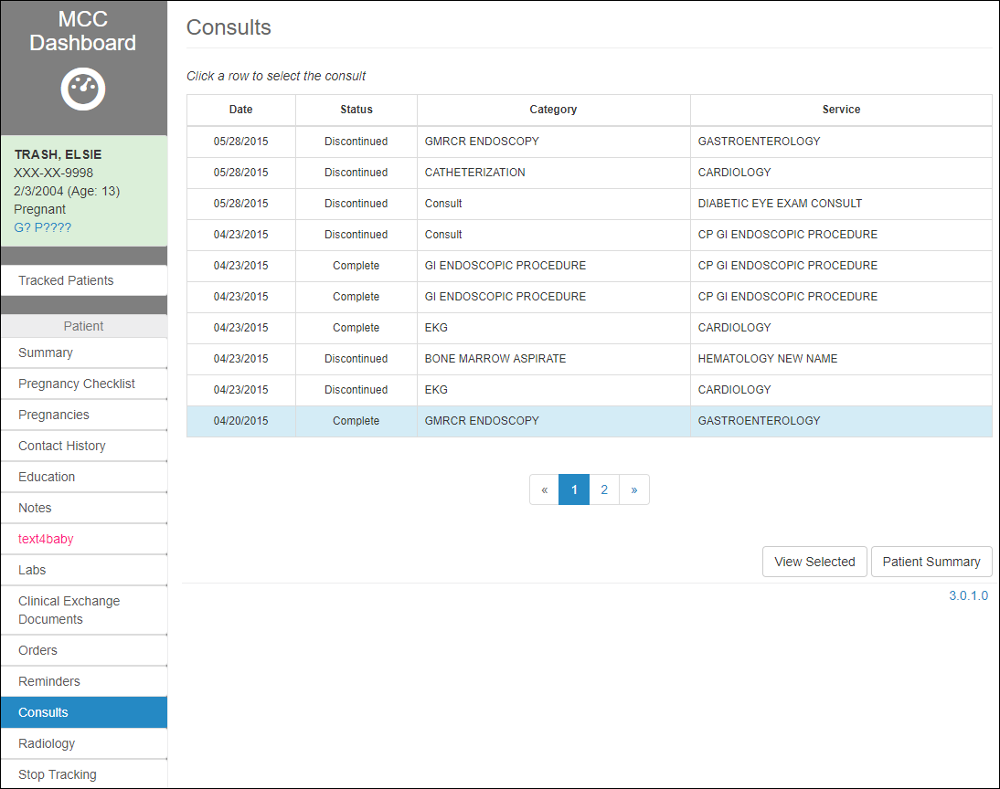 MCC
Dashboard
TRASH, ELSIE
XXX-XX-9998
2/3/2004 (Age: 13)
Pregnant
G? P????
Tracked Patients
Patient
Summary
Pregnancy Checklist
Pregnancies
Contact History
Education
Notes
text4baby
Labs
Clinical Exchange
Documents
Orders
Reminders
Consults
Radiology
Stop Tracking
Consults
Click a row to select the consult
Date Status Category Service
05/28/2015 Discontinued GMRCR ENDOSCOPY GASTROENTEROLOGY
05/28/2015 Discontinued CATHETERIZATION CARDIOLOGY
05/28/2015 Discontinued Consult DIABETIC EYE EXAM CONSULT
04/23/2015 Discontinued Consult CP GI ENDOSCOPIC PROCEDURE
04/23/2015 Complete GI ENDOSCOPIC PROCEDURE CP GI ENDOSCOPIC PROCEDURE
04/23/2015 Complete GI ENDOSCOPIC PROCEDURE CP GI ENDOSCOPIC PROCEDURE
04/23/2015 Complete EKG CARDIOLOGY
04/23/2015 Discontinued BONE MARROW ASPIRATE HEMATOLOGY NEW NAME
04/23/2015 Discontinued EKG CARDIOLOGY
04/20/2015 Complete GMRCR ENDOSCOPY GASTROENTEROLOGY
« 1 2 »
View Selected Patient Summary
3.0.1.0